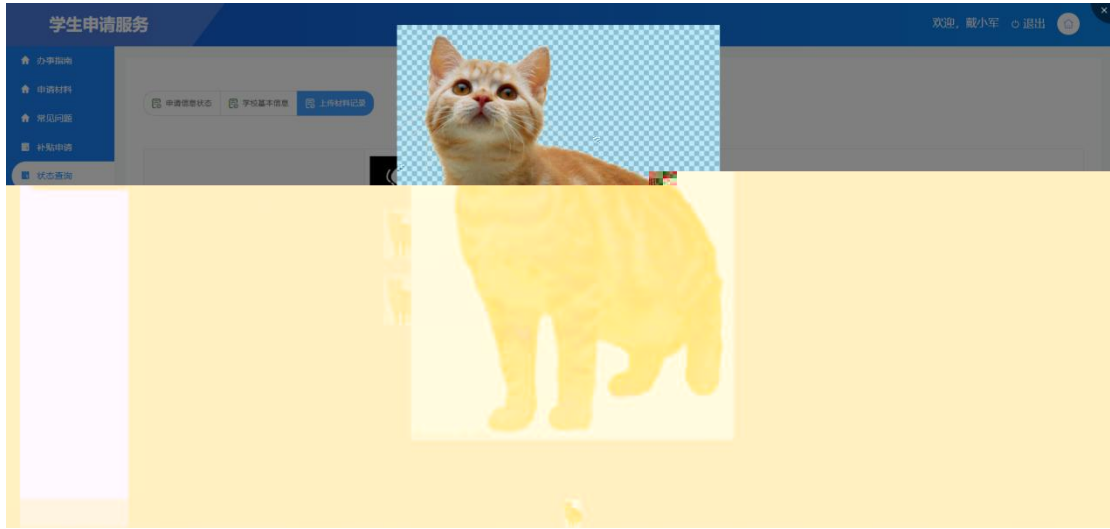 学生申请服务
欢迎，戴小军 退出
办事指南
申请材料
常见问题
补贴申请
状态查询
申请信息状态 学校基本信息 上传材料记录